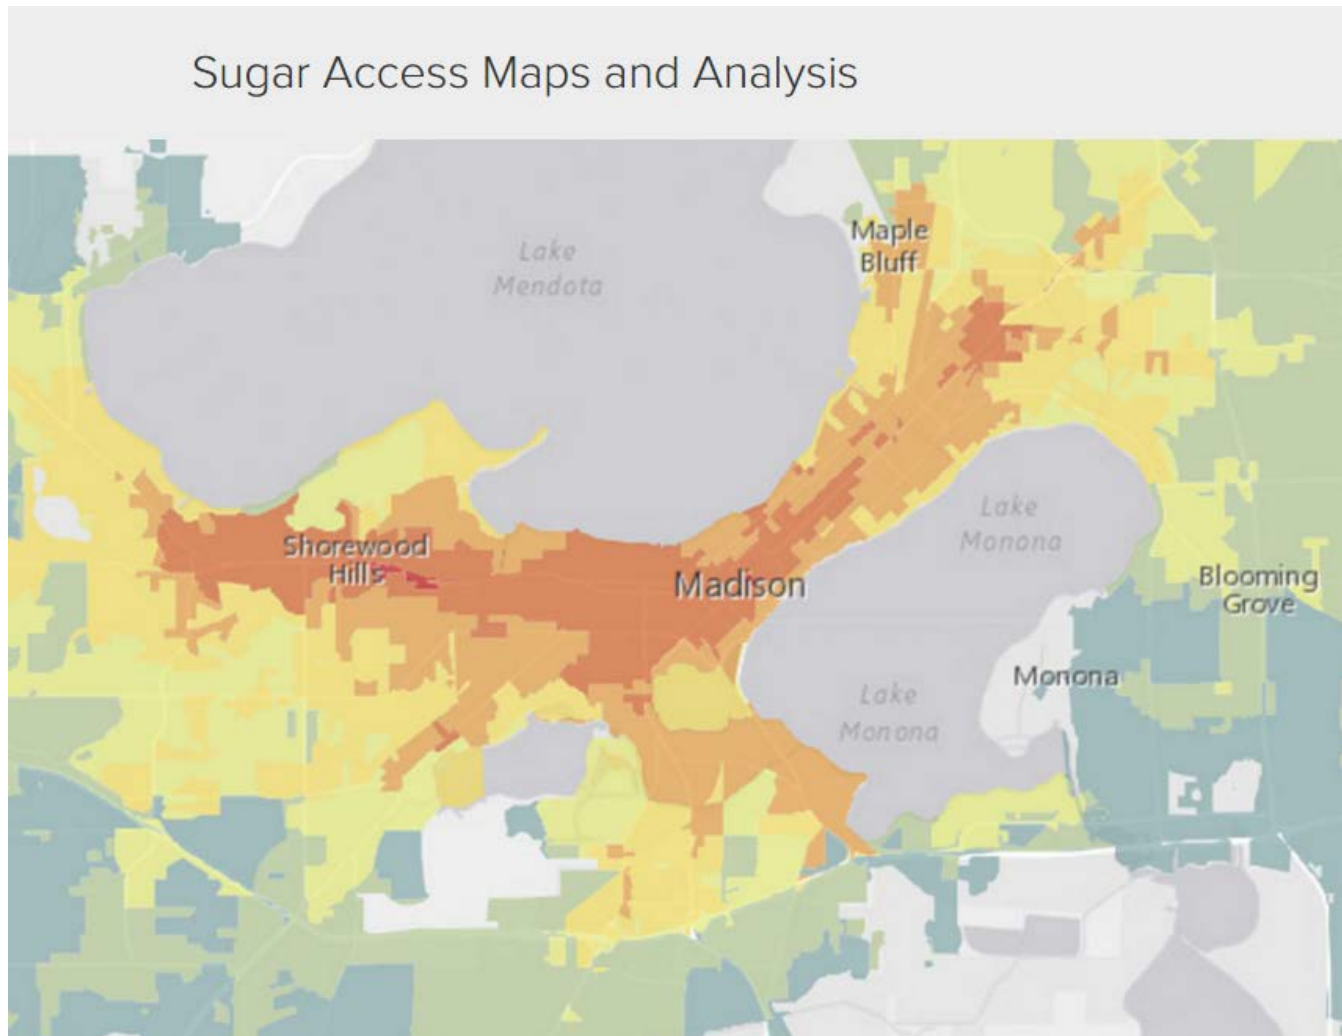 Sugar Access Maps and Analysis
Maple
Bluff
Lake
Mendota
Lake
Monona
Shorewood
Hills
Madison
Blooming
Grove
Monona
Lake
Monona